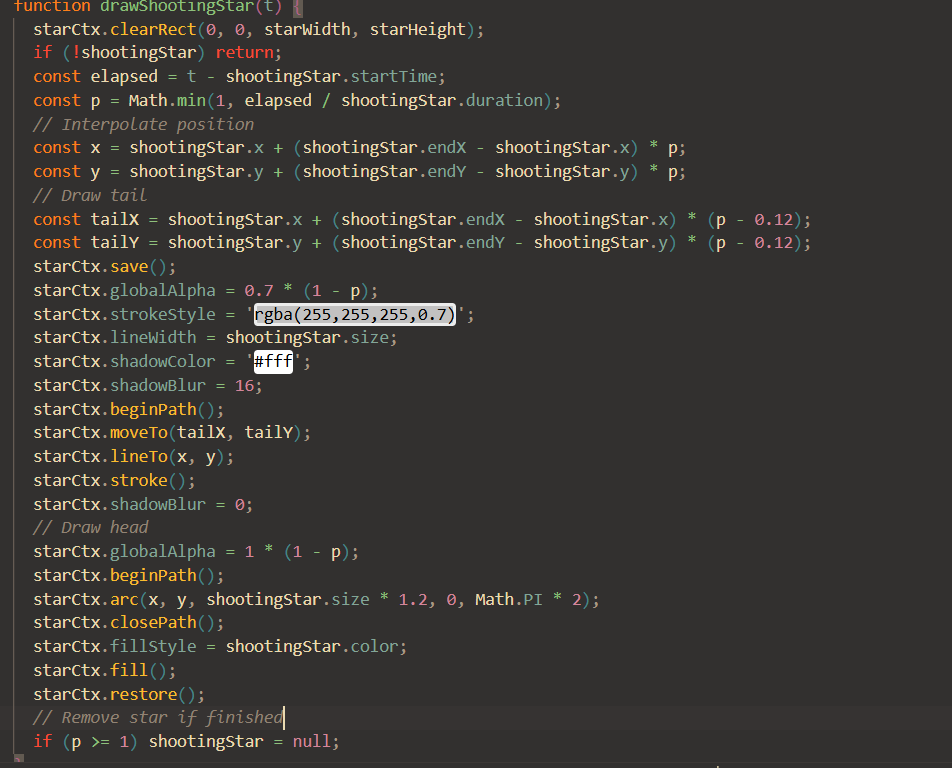 function drawShootingStar(t) {
starCtx.clearRect(0, 0, starWidth, starHeight);
if (!shootingStar) return;
const elapsed = t - shootingStar.startTime;
const p = Math.min(1, elapsed / shootingStar.duration);
// Interpolate position
const x = shootingStar.x + (shootingStar.endX - shootingStar.x) * p;
const y = shootingStar.y + (shootingStar.endY - shootingStar.y) * p;
// Draw tail
const tailX = shootingStar.x + (shootingStar.endX - shootingStar.x) * (p - 0.12);
const tailY = shootingStar.y + (shootingStar.endY - shootingStar.y) * (p - 0.12);
starCtx.save();
starCtx.globalAlpha = 0.7 * (1 - p);
starCtx.strokeStyle = 'rgba(255,255,255,0.7)';
starCtx.lineWidth = shootingStar.size;
starCtx.shadowColor = '#fff';
starCtx.shadowBlur = 16;
starCtx.beginPath();
starCtx.moveTo(tailX, tailY);
starCtx.lineTo(x, y);
starCtx.stroke();
starCtx.shadowBlur = 0;
// Draw head
starCtx.globalAlpha = 1 * (1 - p);
starCtx.beginPath();
starCtx.arc(x, y, shootingStar.size * 1.2, 0, Math.PI * 2);
starCtx.closePath();
starCtx.fillStyle = shootingStar.color;
starCtx.fill();
starCtx.restore();
// Remove star if finished
if (p >= 1) shootingStar = null;
}